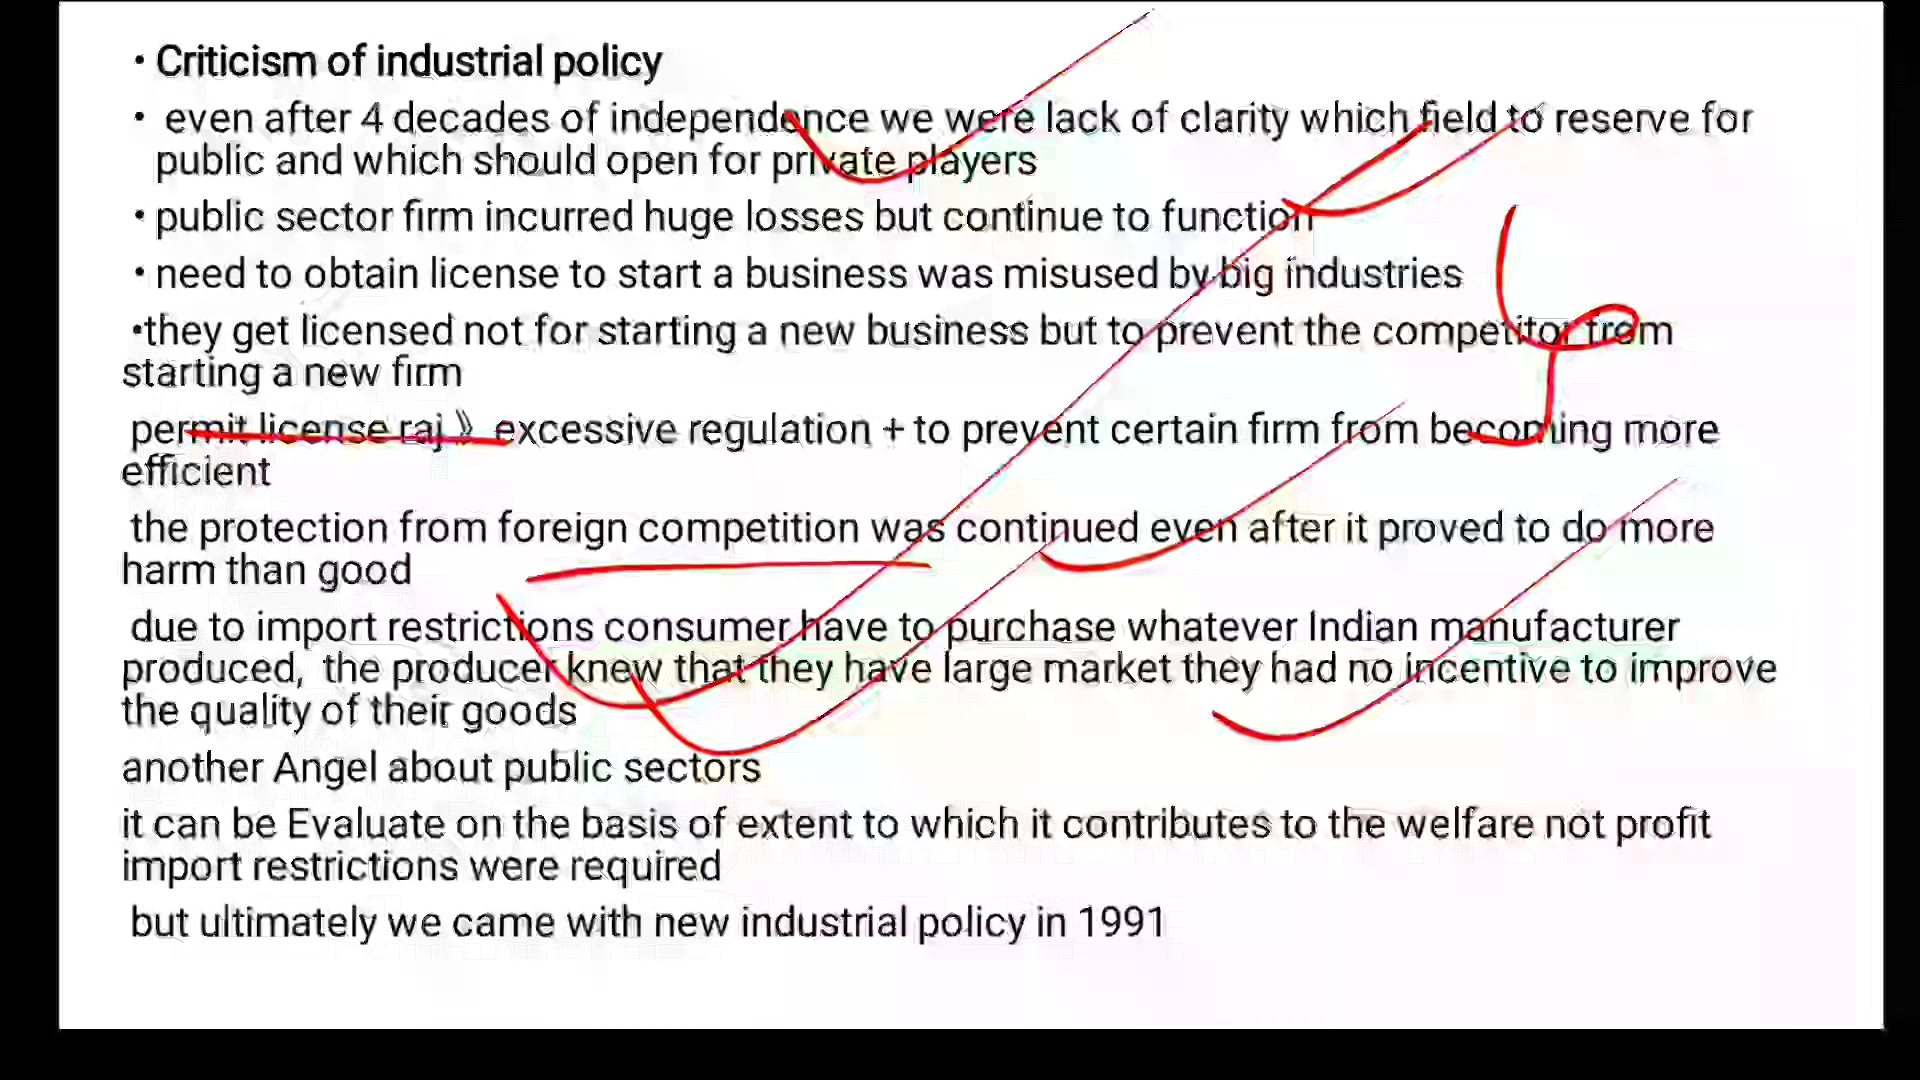 • Criticism of industrial policy
• even after 4 decades of independence we were lack of clarity which field to reserve for
public and which should open for private players
• public sector firm incurred huge losses but continue to function
• need to obtain license to start a business was misused by big industries
•they get licensed not for starting a new business but to prevent the competitor from
starting a new firm
permit license raj 》 excessive regulation + to prevent certain firm from becoming more
efficient
the protection from foreign competition was continued even after it proved to do more
harm than good
due to import restrictions consumer have to purchase whatever Indian manufacturer
produced, the producer knew that they have large market they had no incentive to improve
the quality of their goods
another Angel about public sectors
it can be Evaluate on the basis of extent to which it contributes to the welfare not profit
import restrictions were required
but ultimately we came with new industrial policy in 1991